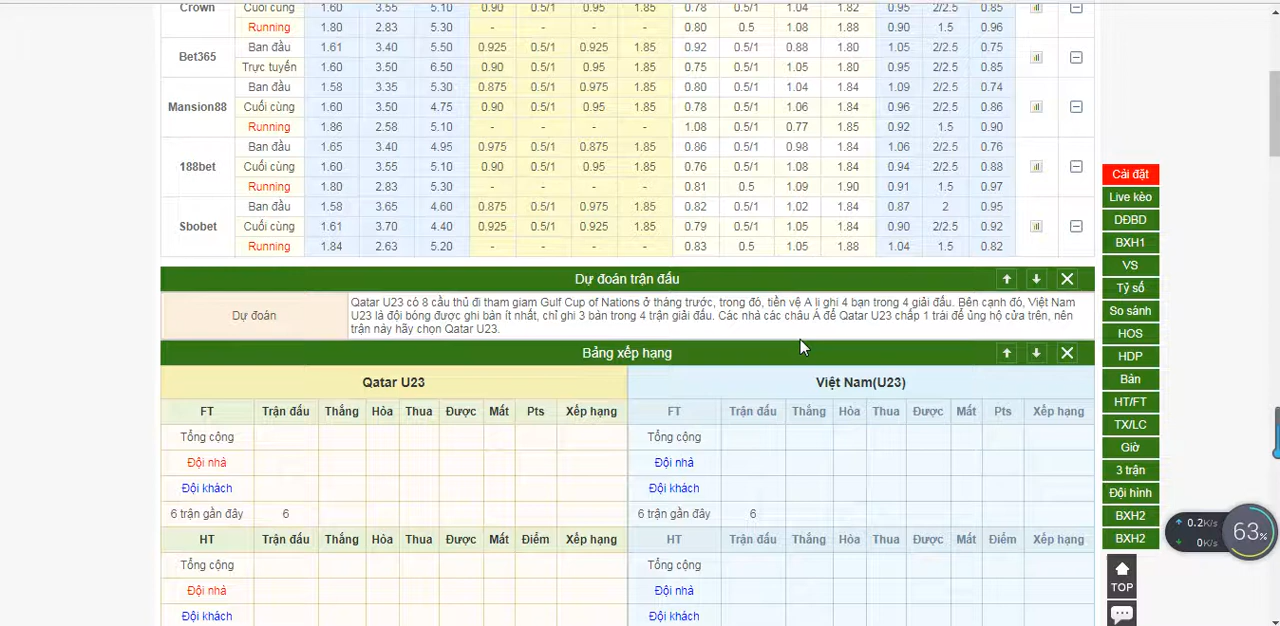 Crown Cuối cùng 1.60 3.55 5.10 0.90 0.5/1 0.95 1.85 0.78 0.5/1 1.04 1.82 0.95 2/2.5 0.85
Running 1.80 2.83 5.30 - - - - 0.80 0.5 1.08 1.88 0.90 1.5 0.96
Bet365 Ban đầu 1.61 3.40 5.50 0.925 0.5/1 0.925 1.85 0.92 0.5/1 0.88 1.80 1.05 2/2.5 0.75
Trực tuyến 1.60 3.50 6.50 0.90 0.5/1 0.95 1.85 0.75 0.5/1 1.05 1.80 0.95 2/2.5 0.85
Mansion88 Ban đầu 1.58 3.35 5.30 0.875 0.5/1 0.975 1.85 0.80 0.5/1 1.04 1.84 1.09 2/2.5 0.74
Cuối cùng 1.60 3.50 4.75 0.90 0.5/1 0.95 1.85 0.78 0.5/1 1.06 1.84 0.96 2/2.5 0.86
Running 1.86 2.58 5.10 - - - - 1.08 0.5/1 0.77 1.85 0.92 1.5 0.90
188bet Ban đầu 1.65 3.40 4.95 0.975 0.5/1 0.875 1.85 0.86 0.5/1 0.98 1.84 1.06 2/2.5 0.76
Cuối cùng 1.60 3.55 5.10 0.90 0.5/1 0.95 1.85 0.76 0.5/1 1.06 1.84 0.94 2/2.5 0.88
Running 1.80 2.83 5.30 - - - - 0.81 0.5 1.09 1.90 0.91 1.5 0.97
Sbobet Ban đầu 1.58 3.65 4.60 0.875 0.5/1 0.975 1.85 0.82 0.5/1 1.02 1.84 0.87 2 0.95
Cuối cùng 1.61 3.70 4.40 0.925 0.5/1 0.925 1.85 0.79 0.5/1 1.05 1.84 0.90 2/2.5 0.92
Running 1.84 2.63 5.20 - - - - 0.83 0.5 1.05 1.88 1.04 1.5 0.82
Dự đoán trận đấu
Dự đoán
Qatar U23 có 8 cầu thủ đi tham giam Gulf Cup of Nations ở tháng trước, trong đó, tiền vệ A li ghi 4 bạn trong 4 giải đấu. Bên cạnh đó, Việt Nam
U23 là đội bóng được ghi bàn ít nhất, chỉ ghi 3 bàn trong 4 trận giải đấu. Các nhà các châu Á để Qatar U23 chấp 1 trái để ủng hộ cửa trên, nên
trận này hãy chọn Qatar U23.
Bảng xếp hạng
Qatar U23 Việt Nam(U23)
FT Trận đấu Thắng Hòa Thua Được Mất Pts Xếp hạng FT Trận đấu Thắng Hòa Thua Được Mất Pts Xếp hạng
Tổng cộng Tổng cộng
Đội nhà Đội nhà
Đội khách Đội khách
6 trận gần đây 6 6 trận gần đây 6
HT Trận đấu Thắng Hòa Thua Được Mất Điểm Xếp hạng HT Trận đấu Thắng Hòa Thua Được Mất Điểm Xếp hạng
Tổng cộng Tổng cộng
Đội nhà Đội nhà
Đội khách Đội khách
Cải đặt
Live kèo
DĐBD
BXH1
VS
Tỷ số
So sánh
HOS
HDP
Bàn
HT/FT
TX/LC
Giờ
3 trận
Đội hình
BXH2
BXH2
TOP
0.2K/s
0K/s
63%